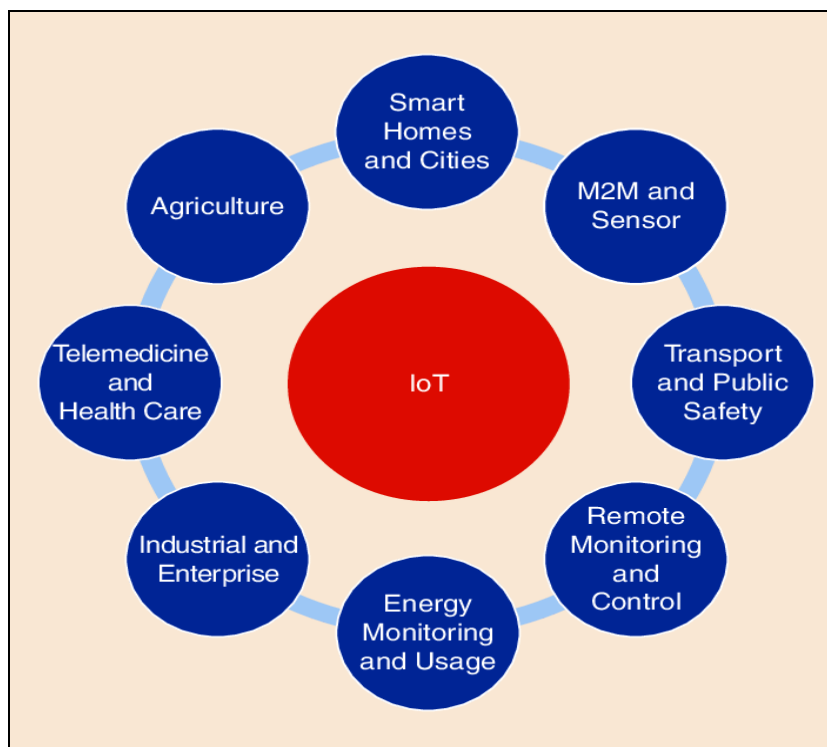 Smart
Homes
and Cities
M2M and
Sensor
Transport
and Public
Safety
Remote
Monitoring
and
Control
Energy
Monitoring
and Usage
Industrial and
Enterprise
Telemedicine
and
Health Care
Agriculture
IoT